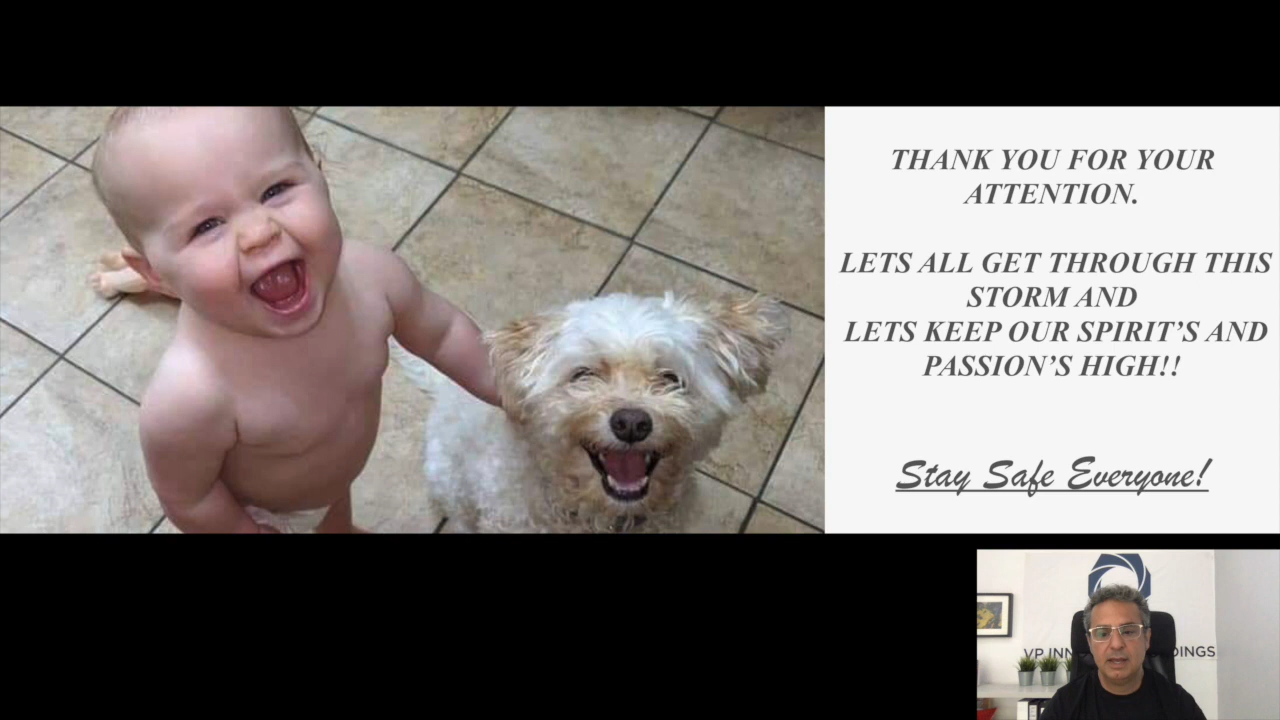 THANK YOU FOR YOUR
ATTENTION.
LETS ALL GET THROUGH THIS
STORM AND
LETS KEEP OUR SPIRIT'S AND
PASSION'S HIGH!!
Stay Safe Everyone!
VP